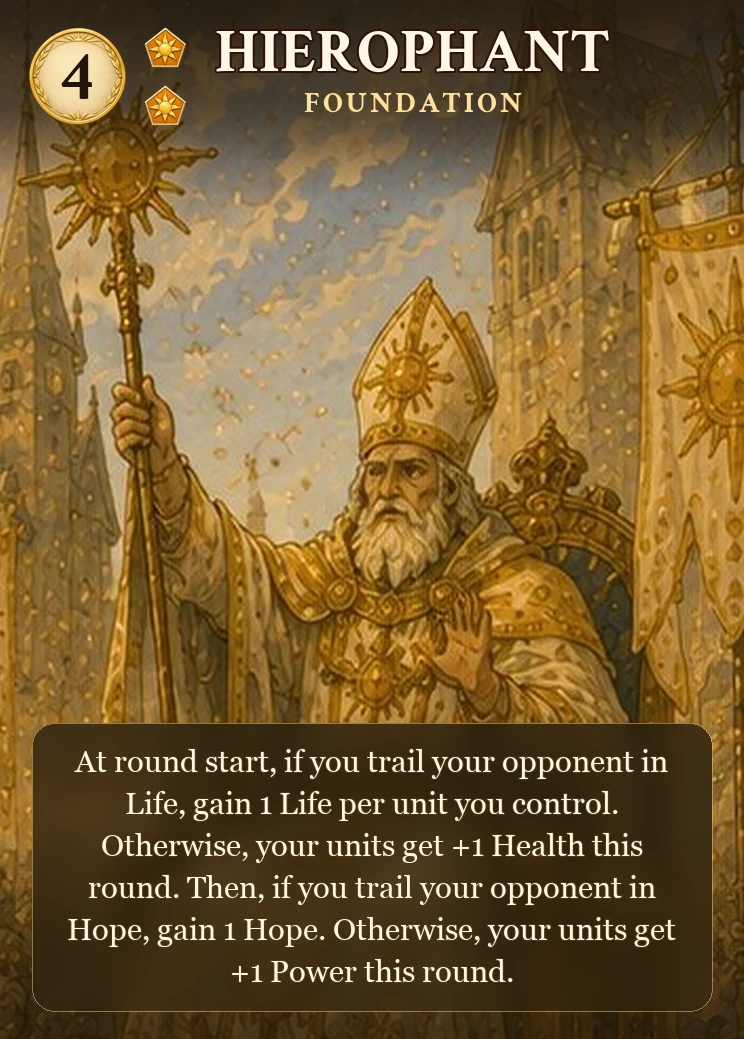 4
HIEROPHANT
FOUNDATION
At round start, if you trail your opponent in
Life, gain 1 Life per unit you control.
Otherwise, your units get +1 Health this
round. Then, if you trail your opponent in
Hope, gain 1 Hope. Otherwise, your units get
+1 Power this round.